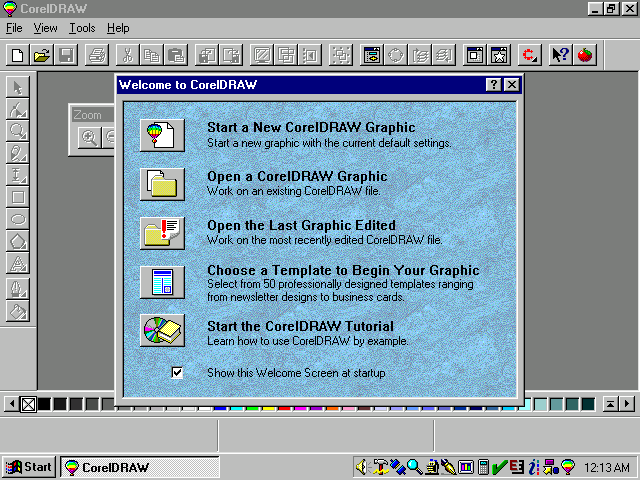 CorelDRAW
File View Tools Help
Welcome to CorelDRAW
Zoom
Start a New CorelDRAW Graphic
Start a new graphic with the current default settings.
Open a CorelDRAW Graphic
Work on an existing CorelDRAW file.
Open the Last Graphic Edited
Work on the most recently edited CorelDRAW file.
Choose a Template to Begin Your Graphic
Select from 50 professionally designed templates ranging
from newsletter designs to business cards.
Start the CorelDRAW Tutorial
Learn how to use CorelDRAW by example.
Show this Welcome Screen at startup
Start CorelDRAW 12:13 AM